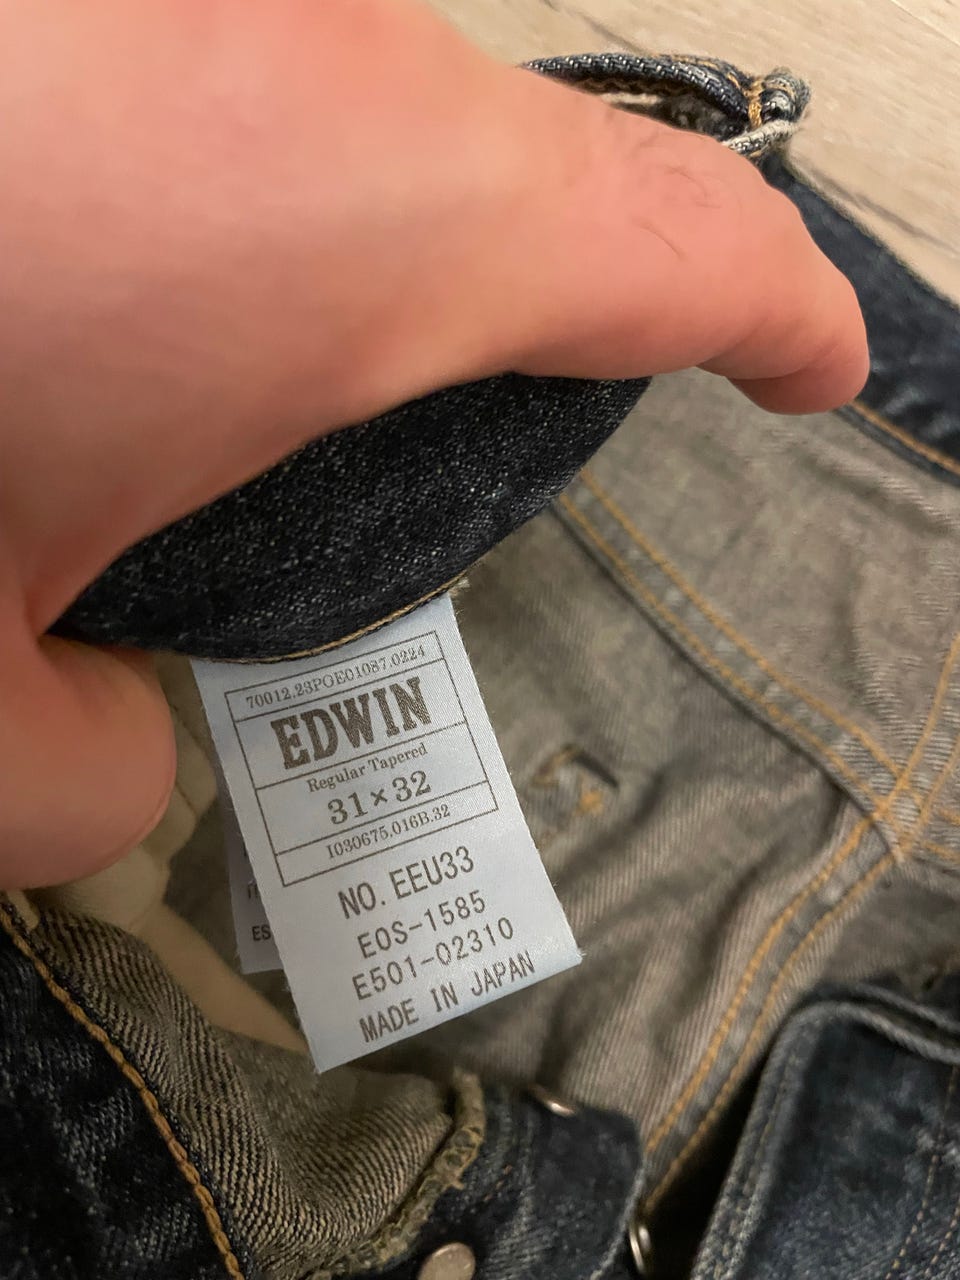 70012.23POE01087.0224
EDWIN
Regular Tapered
31×32
I030675.016B.32
NO. EEU33
EOS-1585
E501-02310
MADE IN JAPAN
ES